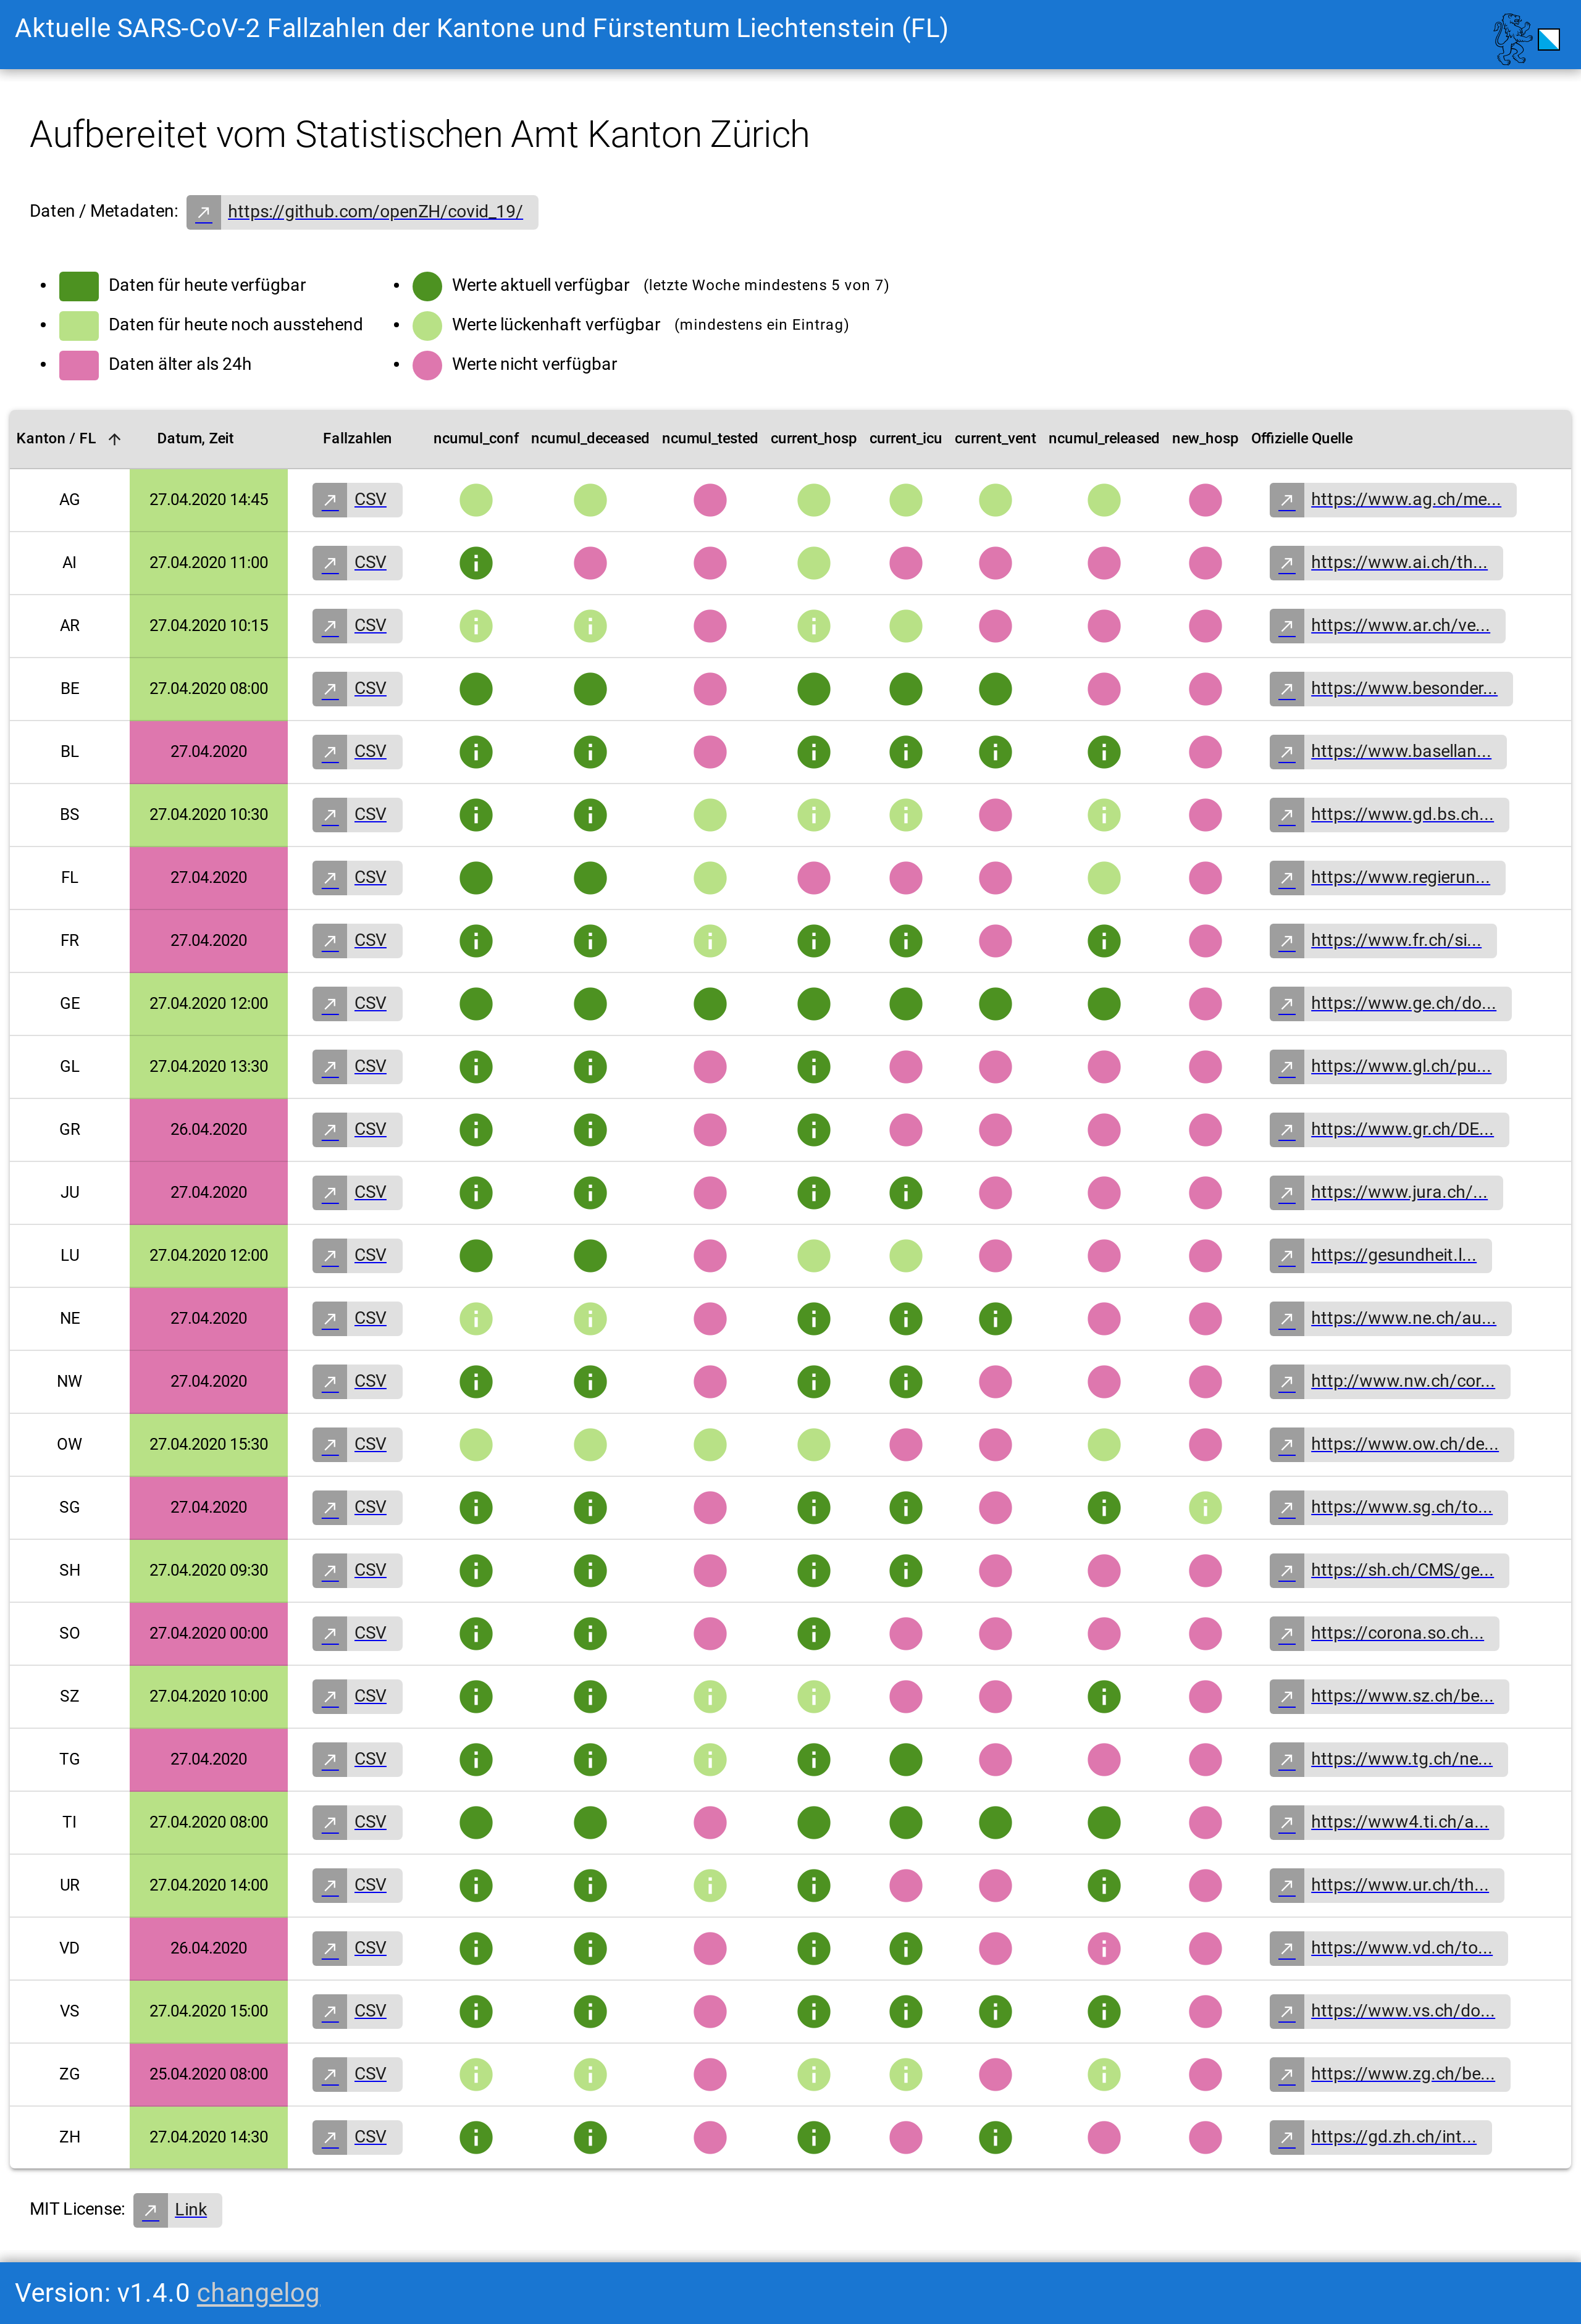 Aktuelle SARS-CoV-2 Fallzahlen der Kantone und Fürstentum Liechtenstein (FL)
Aufbereitet vom Statistischen Amt Kanton Zürich
Daten / Metadaten: https://github.com/openZH/covid_19/
Daten für heute verfügbar Werte aktuell verfügbar (letzte Woche mindestens 5 von 7)
Daten für heute noch ausstehend Werte lückenhaft verfügbar (mindestens ein Eintrag)
Daten älter als 24h Werte nicht verfügbar
Kanton / FL Datum, Zeit Fallzahlen ncumul_conf ncumul_deceased ncumul_tested current_hosp current_icu current_vent ncumul_released new_hosp Offizielle Quelle
AG 27.04.2020 14:45 CSV https://www.ag.ch/me...
AI 27.04.2020 11:00 CSV https://www.ai.ch/th...
AR 27.04.2020 10:15 CSV https://www.ar.ch/ve...
BE 27.04.2020 08:00 CSV https://www.besonder...
BL 27.04.2020 CSV https://www.basellan...
BS 27.04.2020 10:30 CSV https://www.gd.bs.ch...
FL 27.04.2020 CSV https://www.regierun...
FR 27.04.2020 CSV https://www.fr.ch/si...
GE 27.04.2020 12:00 CSV https://www.ge.ch/do...
GL 27.04.2020 13:30 CSV https://www.gl.ch/pu...
GR 26.04.2020 CSV https://www.gr.ch/DE...
JU 27.04.2020 CSV https://www.jura.ch/...
LU 27.04.2020 12:00 CSV https://gesundheit.l...
NE 27.04.2020 CSV https://www.ne.ch/au...
NW 27.04.2020 CSV http://www.nw.ch/cor...
OW 27.04.2020 15:30 CSV https://www.ow.ch/de...
SG 27.04.2020 CSV https://www.sg.ch/to...
SH 27.04.2020 09:30 CSV https://sh.ch/CMS/ge...
SO 27.04.2020 00:00 CSV https://corona.so.ch...
SZ 27.04.2020 10:00 CSV https://www.sz.ch/be...
TG 27.04.2020 CSV https://www.tg.ch/ne...
TI 27.04.2020 08:00 CSV https://www4.ti.ch/a...
UR 27.04.2020 14:00 CSV https://www.ur.ch/th...
VD 26.04.2020 CSV https://www.vd.ch/to...
VS 27.04.2020 15:00 CSV https://www.vs.ch/do...
ZG 25.04.2020 08:00 CSV https://www.zg.ch/be...
ZH 27.04.2020 14:30 CSV https://gd.zh.ch/int...
MIT License: Link
Version: v1.4.0 changelog